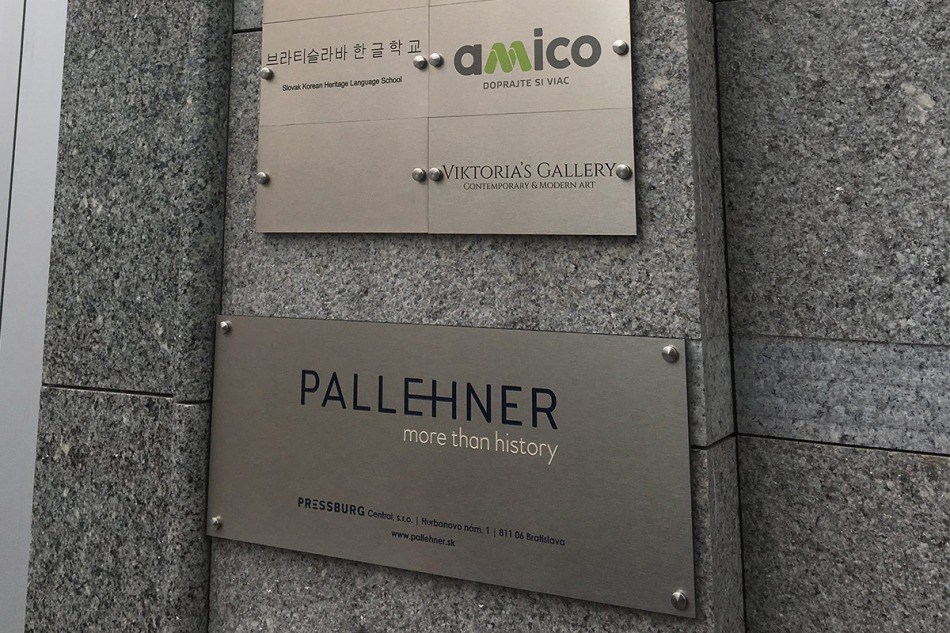 브라티슬라바 한글학교
Slovak Korean Heritage Language School
amico
DOPRAJTE SI VIAC
VIKTORIA'S GALLERY
CONTEMPORARY & MODERN ART
PALLEHNER
more than history
PRESSBURG Central, s.r.o. | Hurbanovo nám. 1 | 811 06 Bratislava
www.pallehner.sk